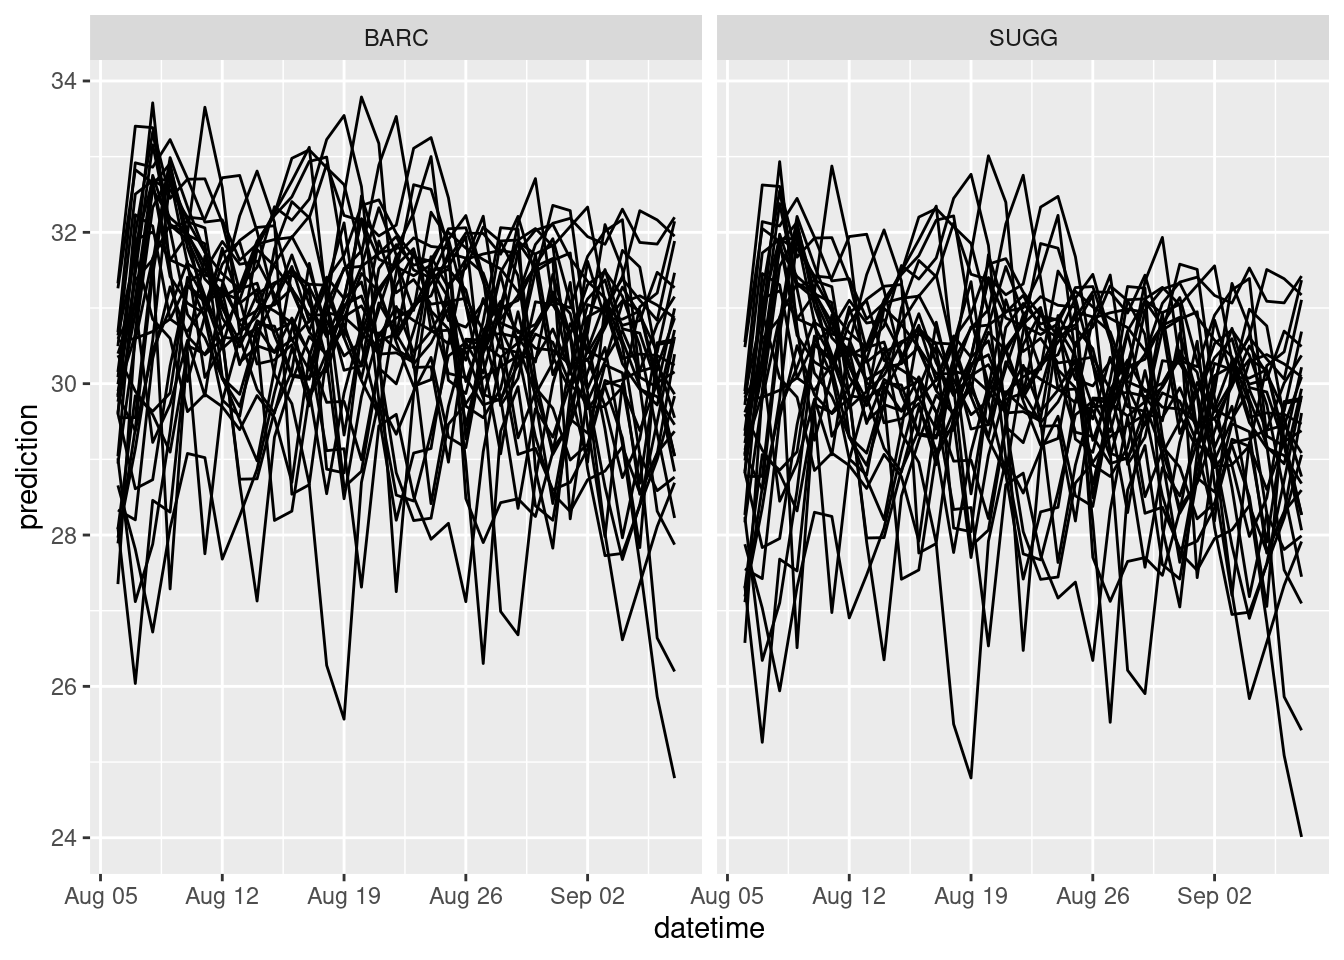 BARC
SUGG
34
32
30
28
26
24
prediction
Aug 05
Aug 12
Aug 19
Aug 26
Sep 02
Aug 05
Aug 12
Aug 19
Aug 26
Sep 02
datetime